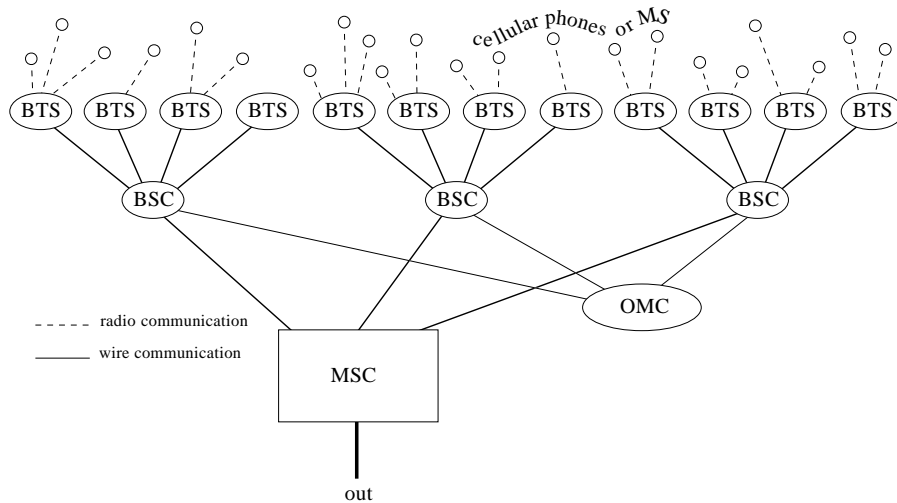 cellular phones or MS
BTS BTS BTS BTS BTS BTS BTS BTS BTS BTS BTS BTS
BSC BSC BSC
OMC
radio communication
wire communication
MSC
out